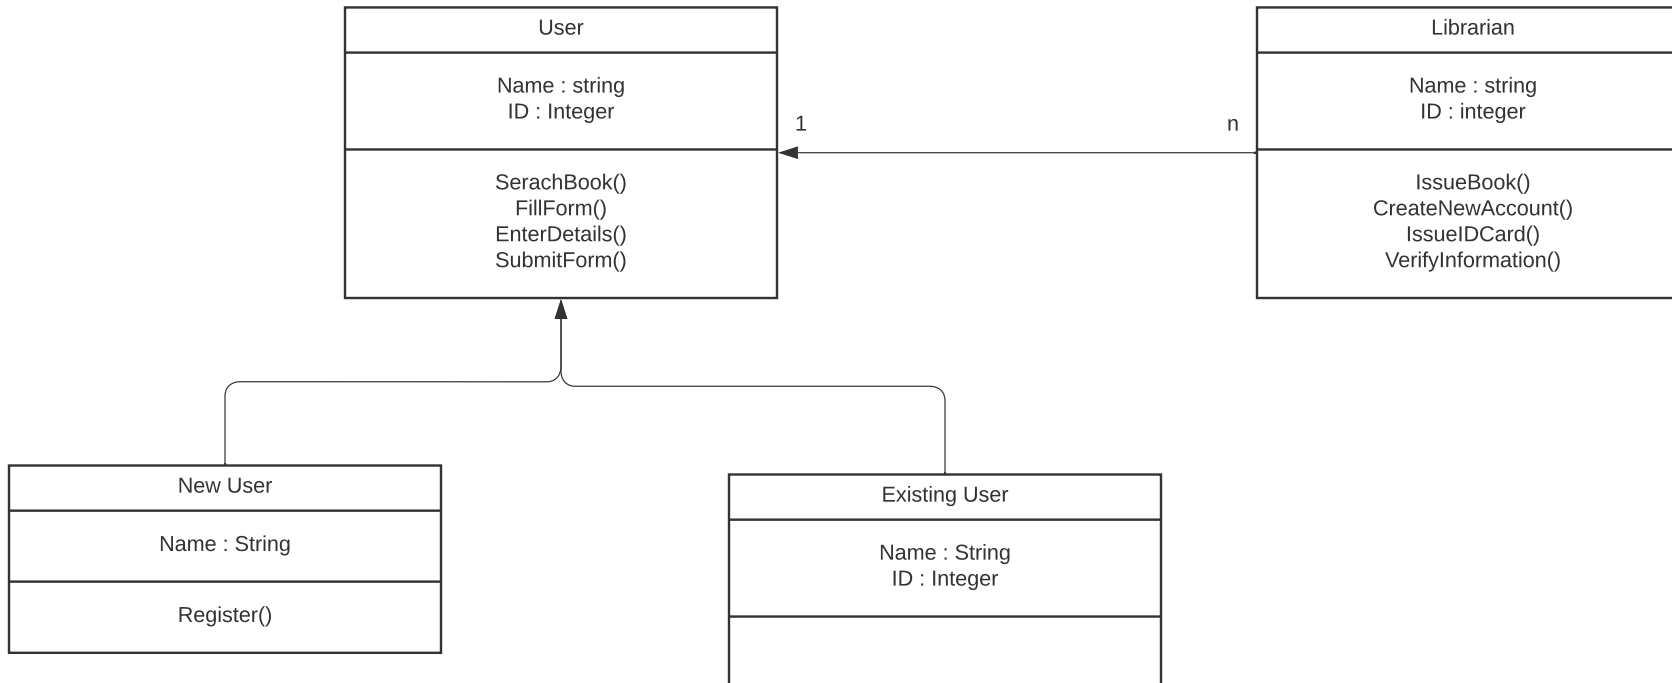 User
Name : string
ID : Integer
SerachBook()
FillForm()
EnterDetails()
SubmitForm()
1
n
Librarian
Name : string
ID : integer
IssueBook()
CreateNewAccount()
IssueIDCard()
VerifyInformation()
New User
Name : String
Register()
Existing User
Name : String
ID : Integer